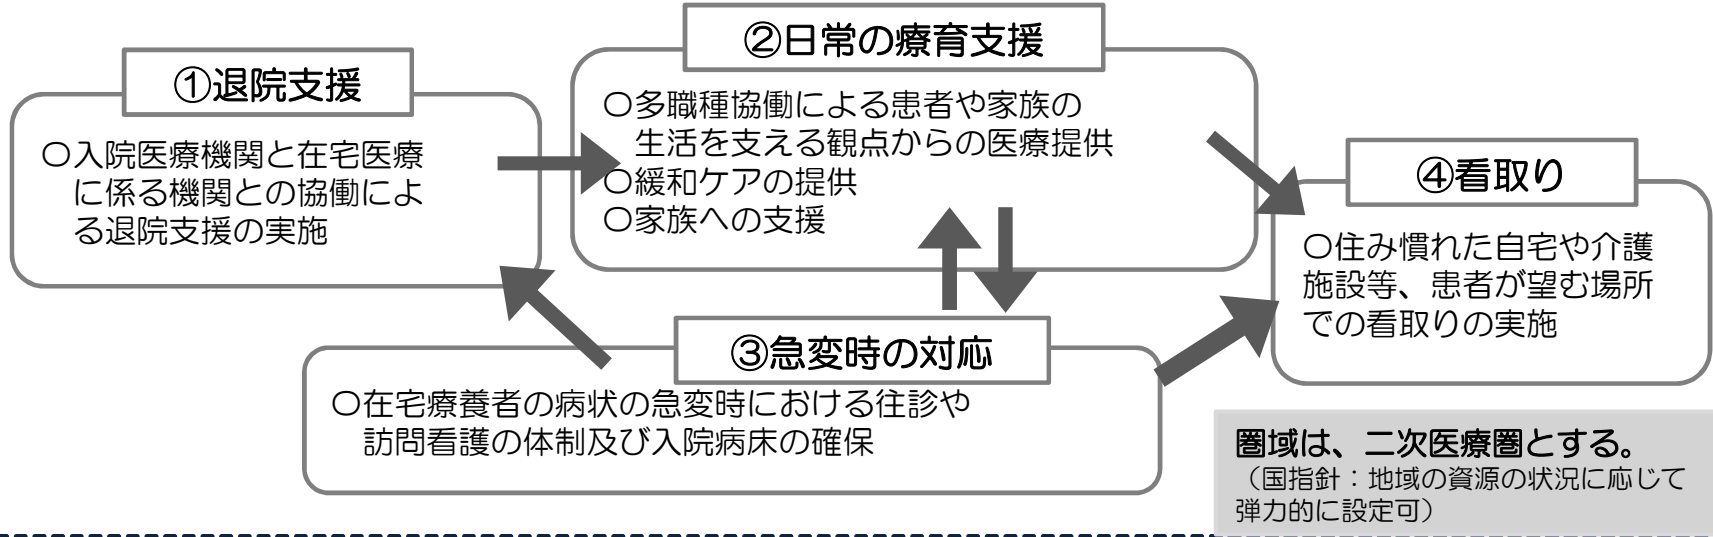 ①退院支援
〇入院医療機関と在宅医療
に係る機関との協働によ
る退院支援の実施
②日常の療育支援
〇多職種協働による患者や家族の
生活を支える観点からの医療提供
〇緩和ケアの提供
〇家族への支援
③急変時の対応
〇在宅療養者の病状の急変時における往診や
訪問看護の体制及び入院病床の確保
④看取り
〇住み慣れた自宅や介護
施設等、患者が望む場所
での看取りの実施
圏域は、二次医療圏とする。
（国指針：地域の資源の状況に応じて
弾力的に設定可）